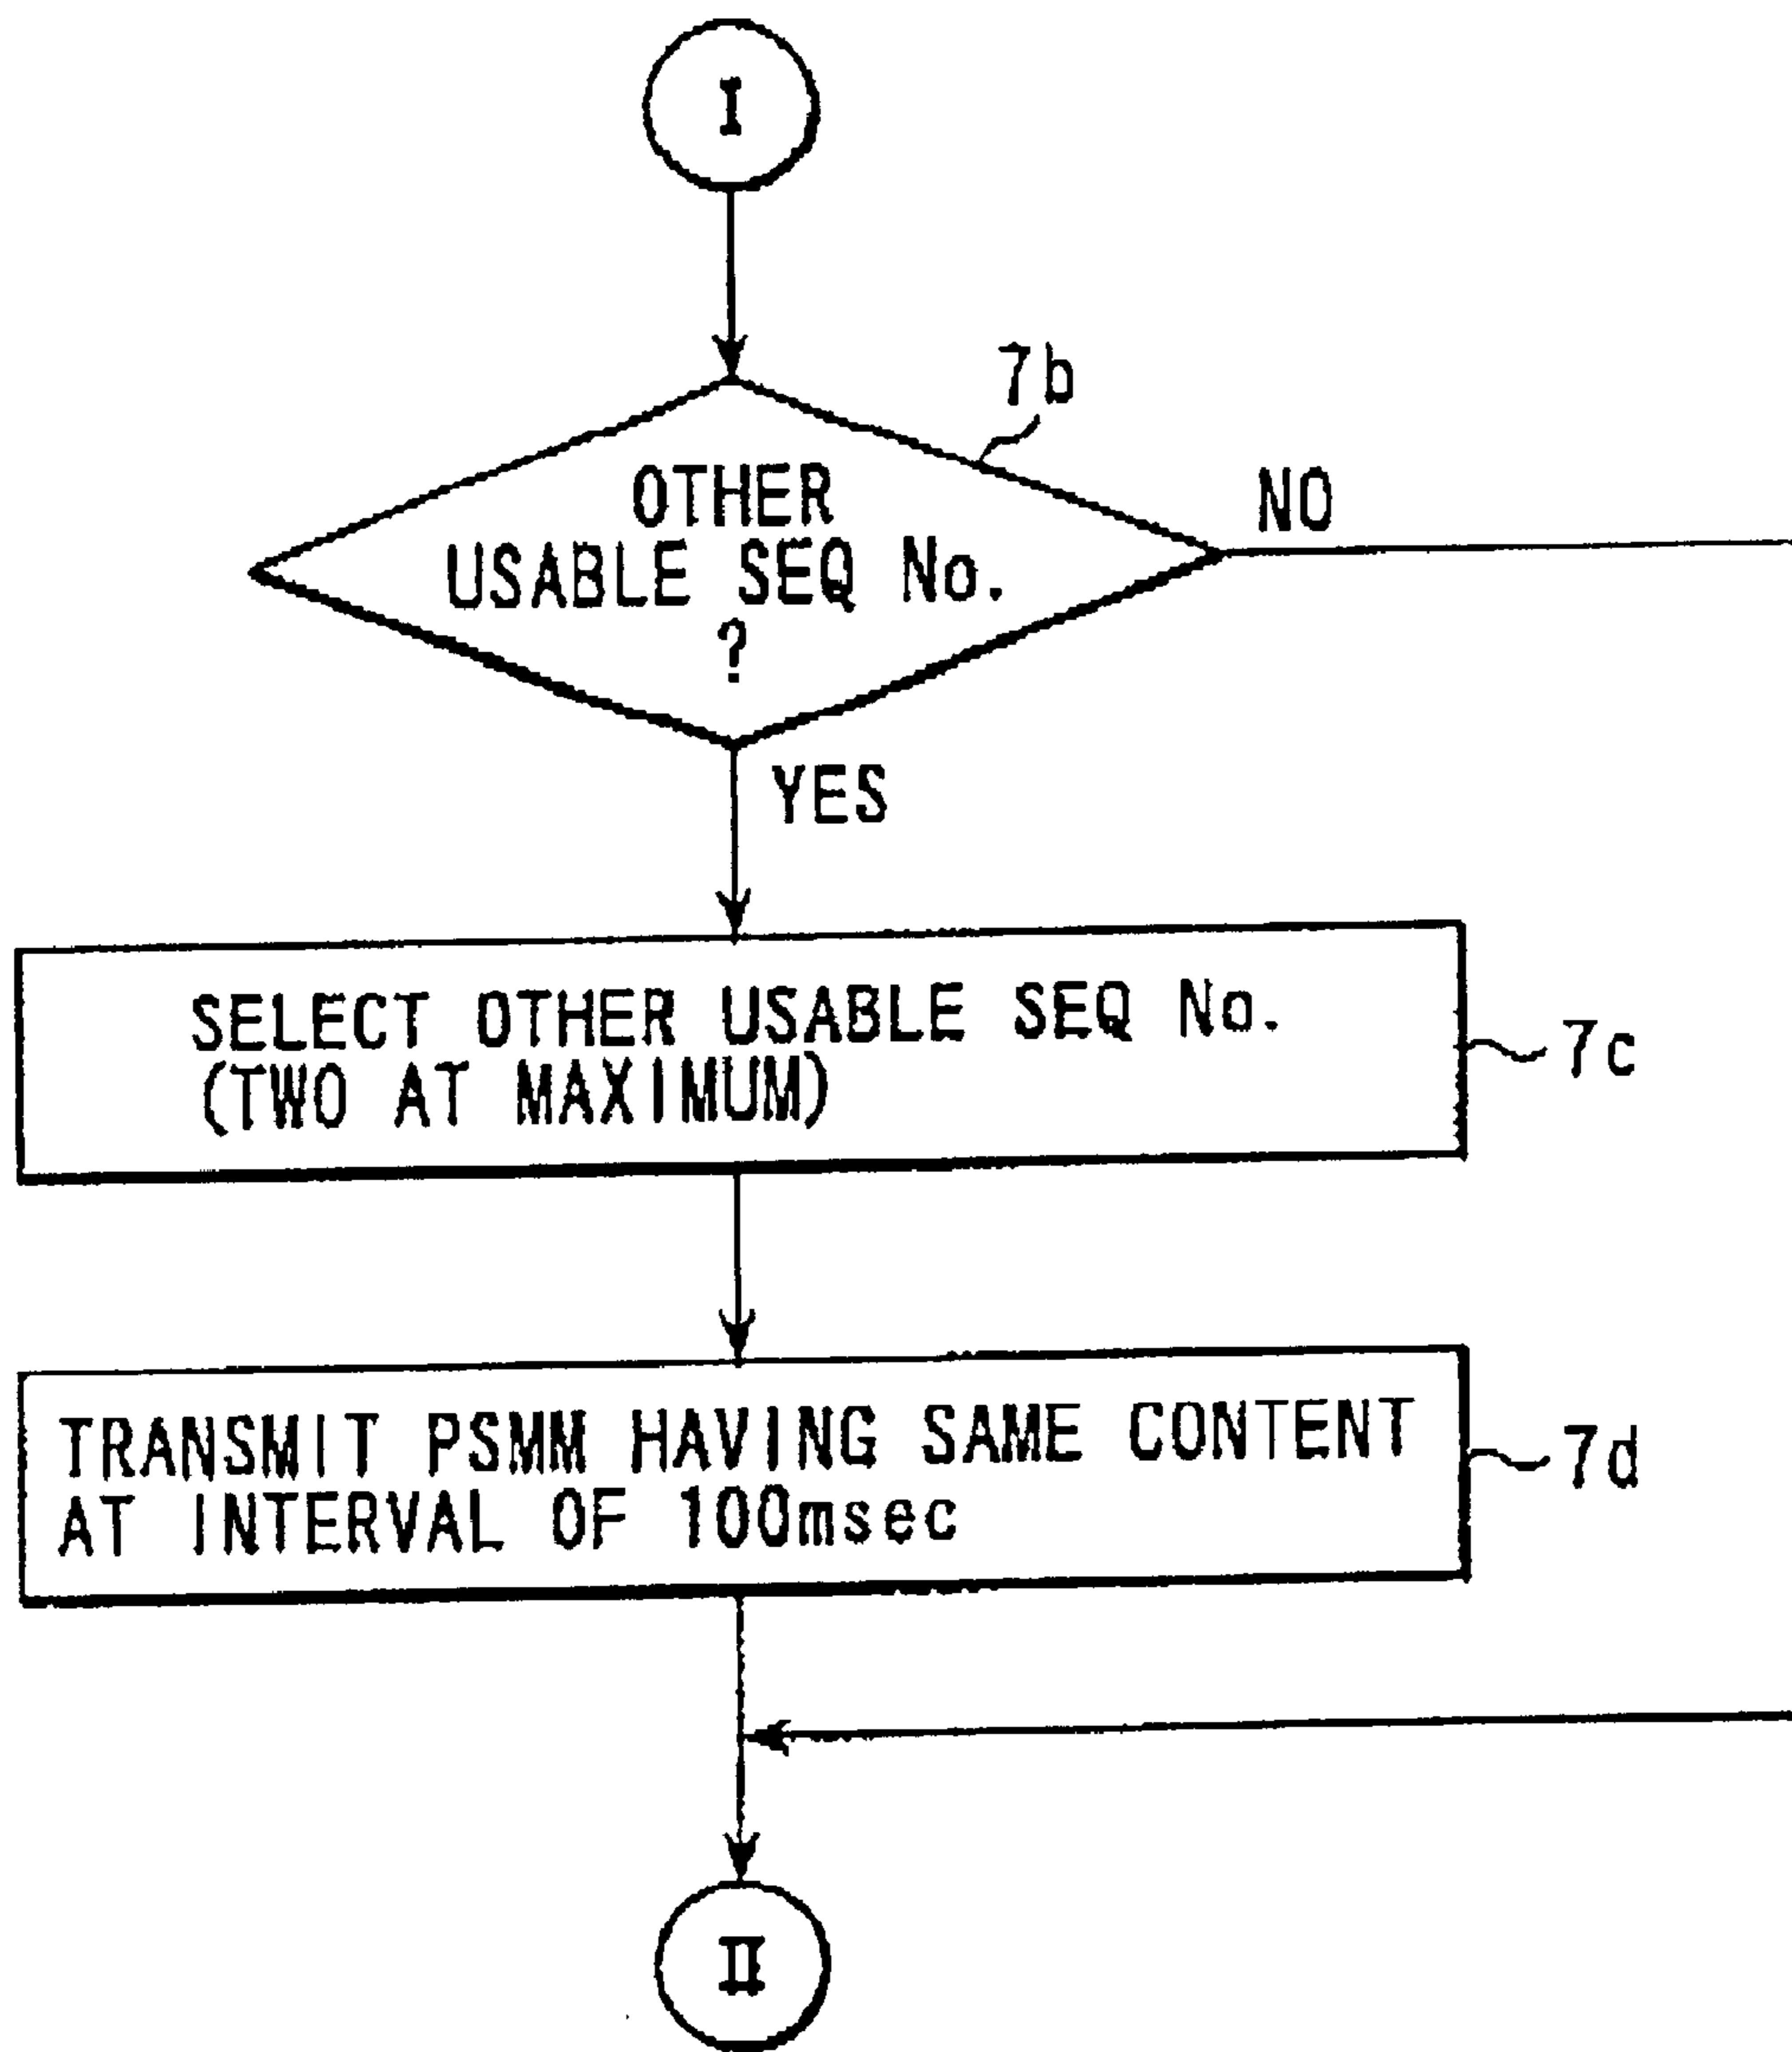 I
7b
OTHER
USABLE SEQ No.
?
NO
YES
SELECT OTHER USABLE SEQ No.
(TWO AT MAXIMUM)
7c
TRANSMIT PSMM HAVING SAME CONTENT
AT INTERVAL OF 100msec
7d
II